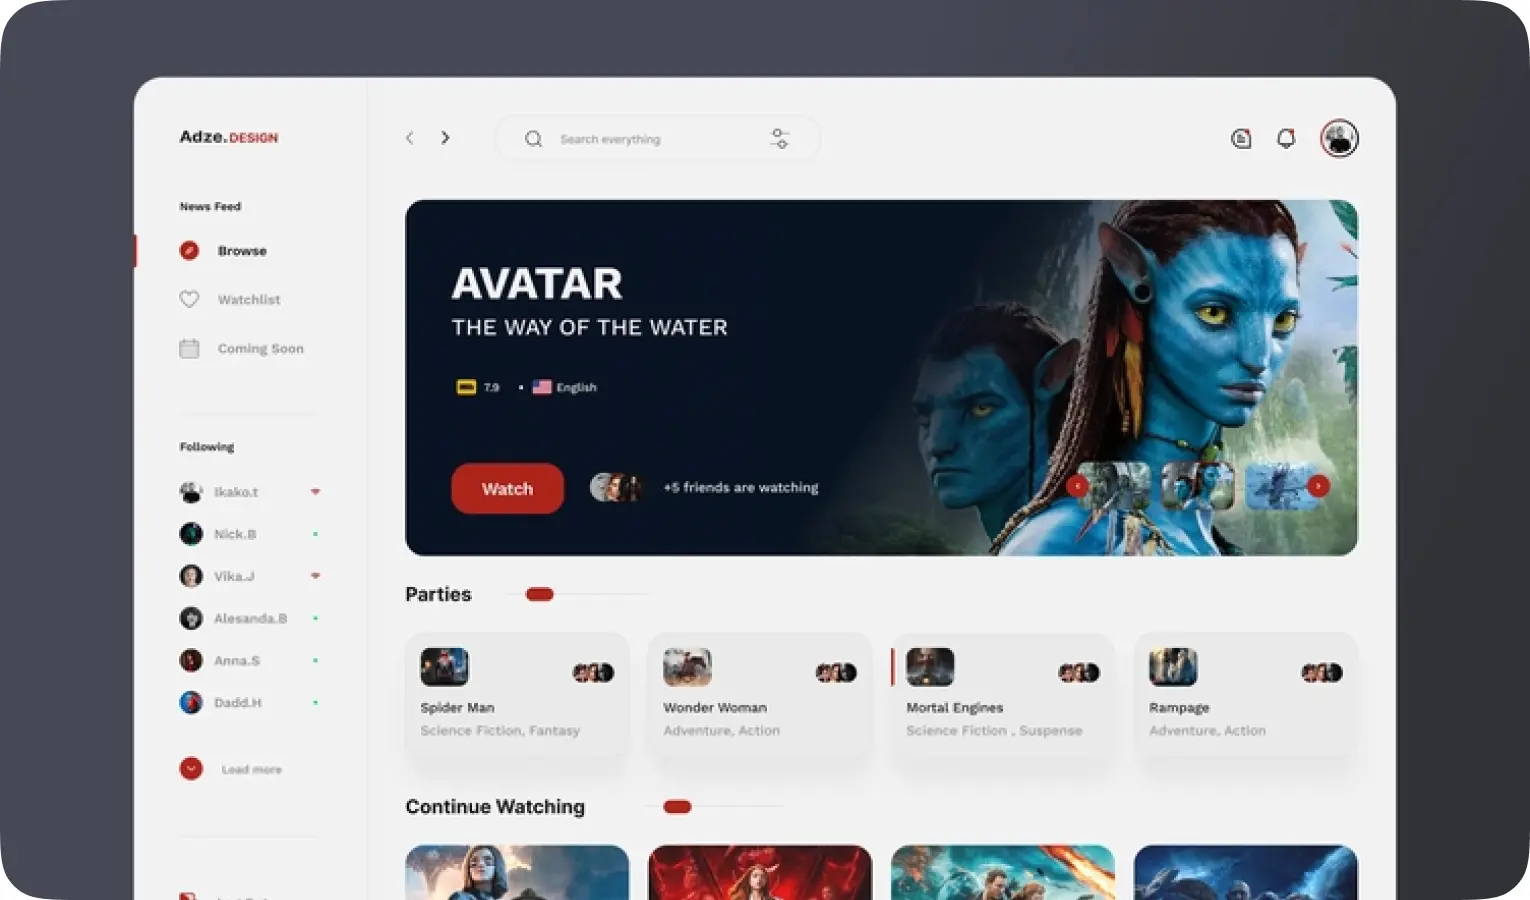 Adze.DESIGN
Search everything
News Feed
Browse
Watchlist
Coming Soon
Following
Ikako.t
Nick.B
Vika.J
Alesanda.B
Anna.S
Dadd.H
Load more
AVATAR
THE WAY OF THE WATER
7.9 • English
Watch
+5 friends are watching
Parties
Spider Man
Science Fiction, Fantasy
Wonder Woman
Adventure, Action
Mortal Engines
Science Fiction , Suspense
Rampage
Adventure, Action
Continue Watching